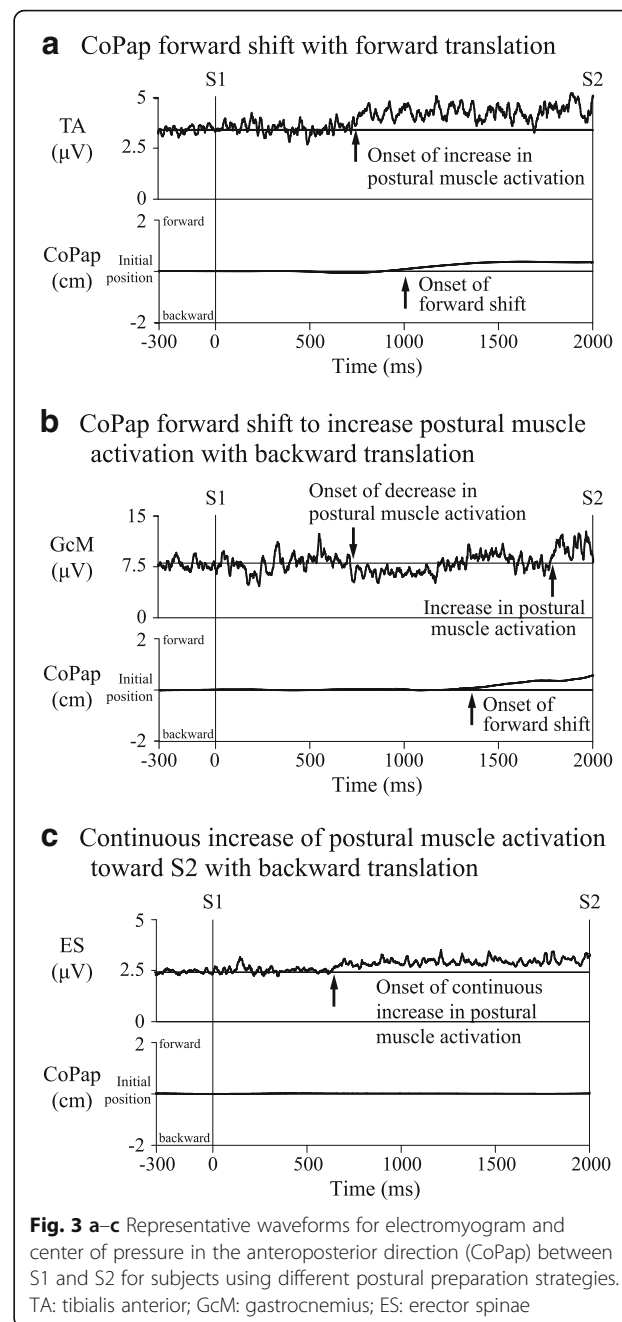 a CoPap forward shift with forward translation
S1 S2
5
TA
(µV)
2.5
0
Onset of increase in
postural muscle activation
2 forward
CoPap Initial
(cm) position
-2 backward
Onset of
forward shift
-300 0 500 1000 1500 2000
Time (ms)
b CoPap forward shift to increase postural muscle
activation with backward translation
S1 Onset of decrease in S2
postural muscle activation
15
GcM
(µV) 7.5
0
Increase in postural
muscle activation
2 forward
CoPap Initial
(cm) position
-2 backward
Onset of
forward shift
-300 0 500 1000 1500 2000
Time (ms)
c Continuous increase of postural muscle activation
toward S2 with backward translation
S1 S2
5
ES
(µV) 2.5
0
Onset of continuous
increase in postural
muscle activation
2 forward
CoPap Initial
(cm) position
-2 backward
-300 0 500 1000 1500 2000
Time (ms)
Fig. 3 a–c Representative waveforms for electromyogram and
center of pressure in the anteroposterior direction (CoPap) between
S1 and S2 for subjects using different postural preparation strategies.
TA: tibialis anterior; GcM: gastrocnemius; ES: erector spinae